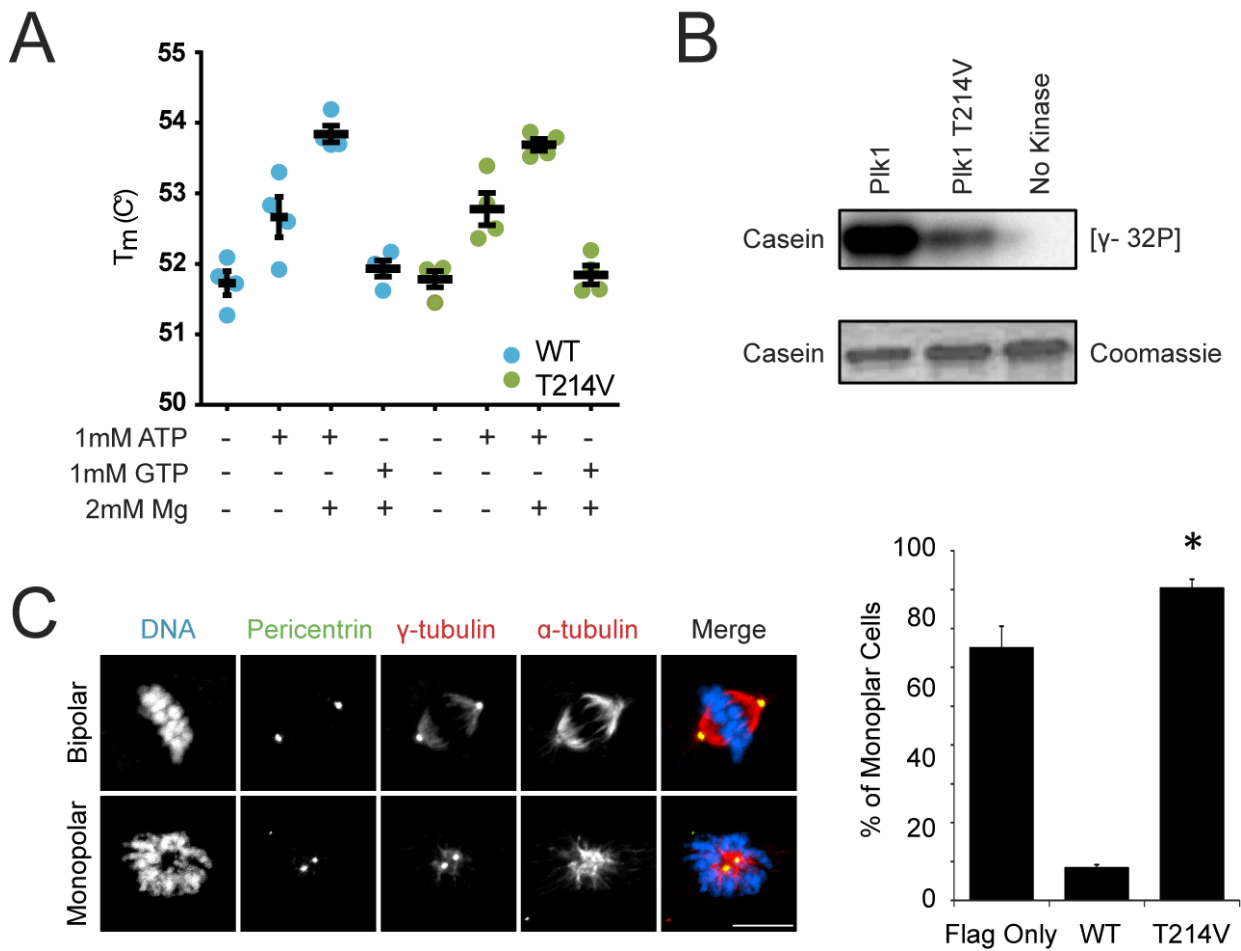 A
55
54
53
52
51
50
Tm (C°)
WT
T214V
1mM ATP - + + - - + + -
1mM GTP - - - + - - - +
2mM Mg - - + + - - + +
B
Plk1
Plk1 T214V
No Kinase
Casein [γ- 32P]
Casein Coomassie
C
DNA Pericentrin γ-tubulin α-tubulin Merge
Bipolar
Monopolar
100
80
60
40
20
0
% of Monoplar Cells
*
Flag Only WT T214V